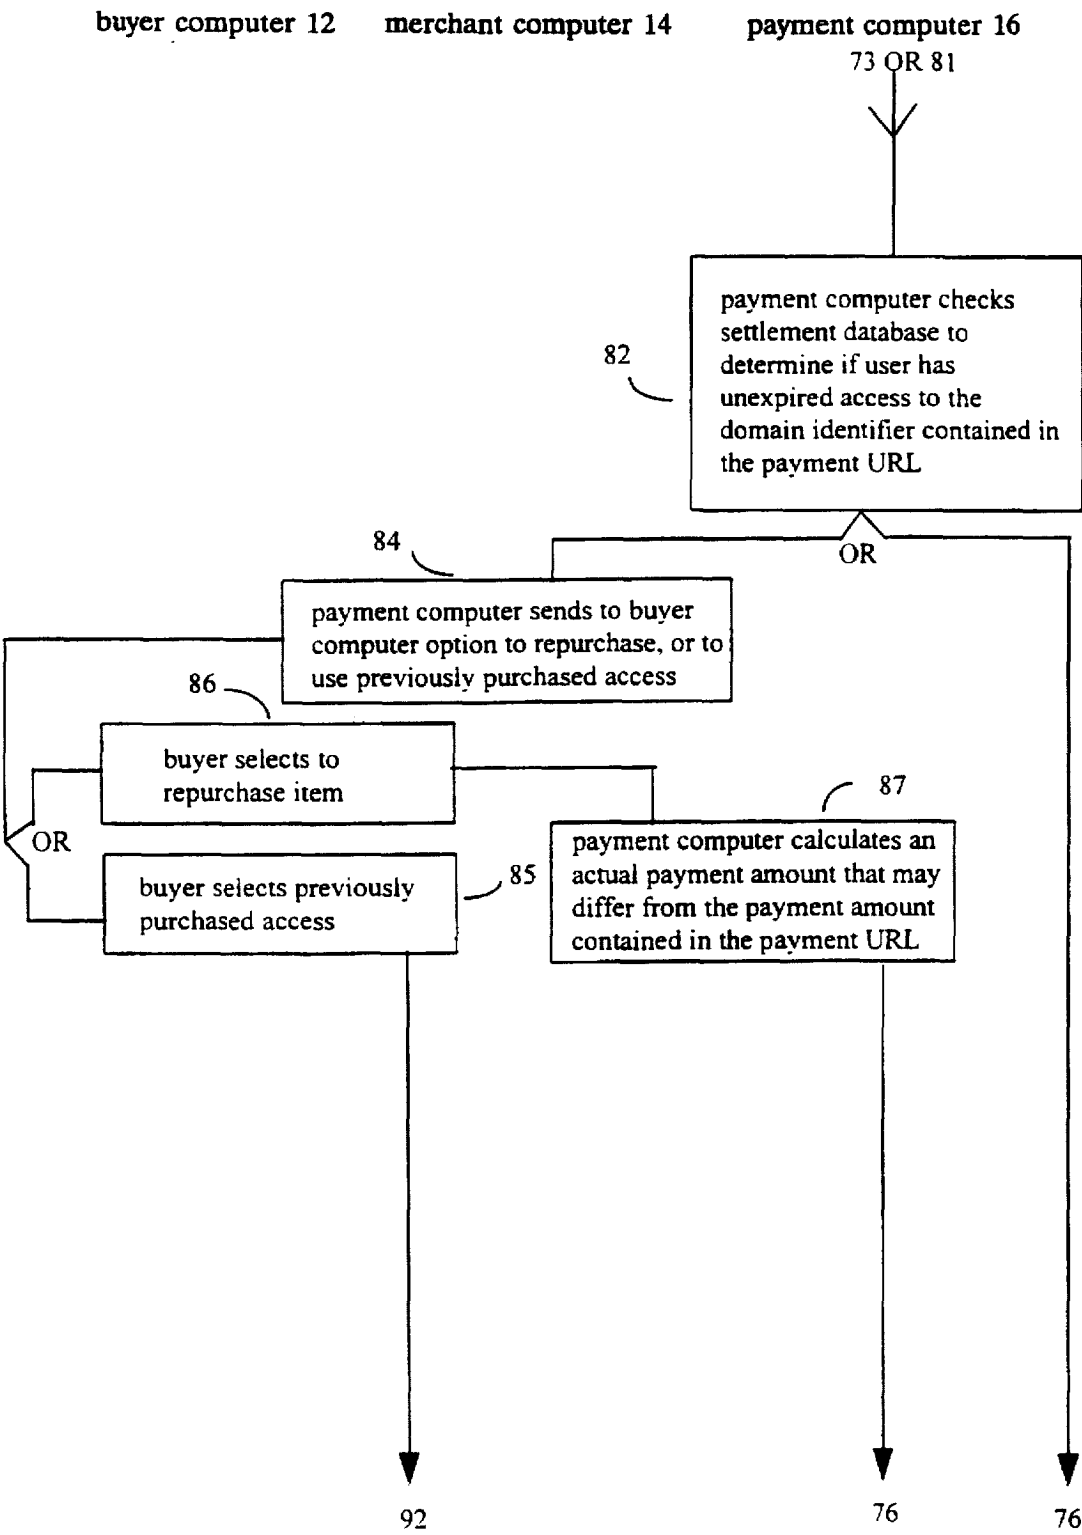 buyer computer 12 merchant computer 14 payment computer 16
73 OR 81
payment computer checks
settlement database to
determine if user has
unexpired access to the
domain identifier contained in
the payment URL
82
OR
84
payment computer sends to buyer
computer option to repurchase, or to
use previously purchased access
86
buyer selects to
repurchase item
OR
87
payment computer calculates an
actual payment amount that may
differ from the payment amount
contained in the payment URL
buyer selects previously
purchased access
85
92
76
76